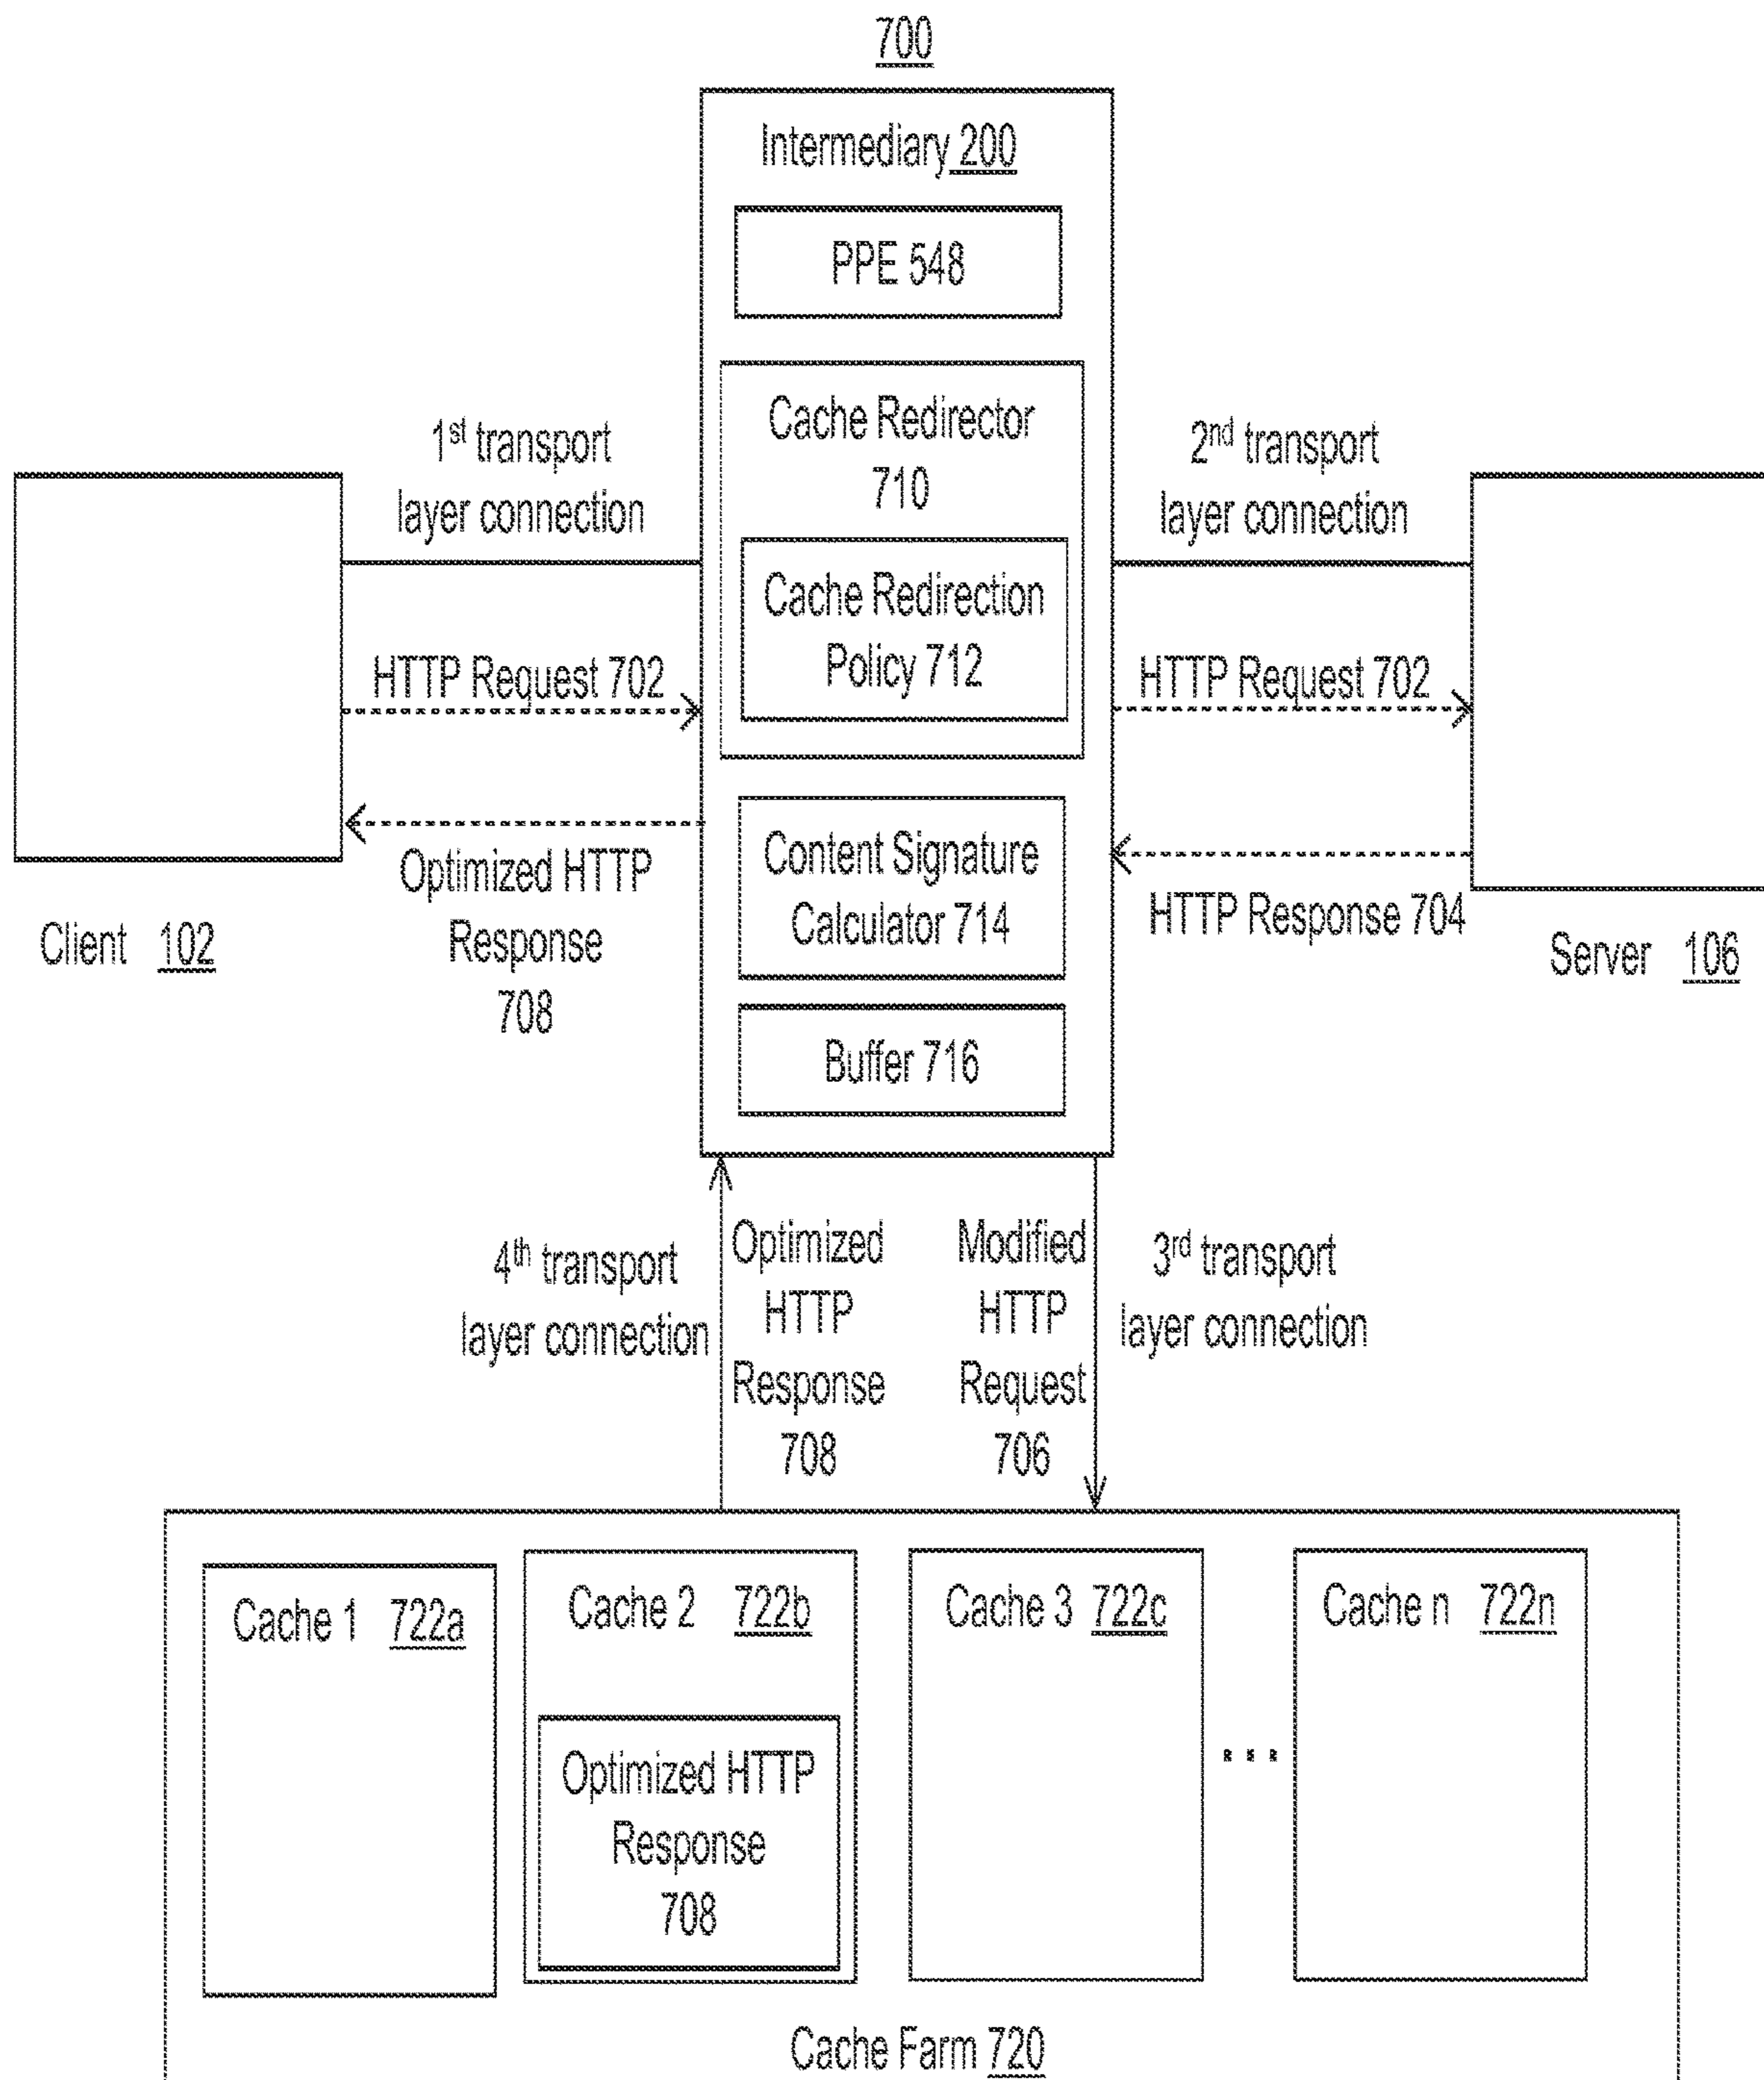 700
Intermediary 200
PPE 548
Cache Redirector
710
Cache Redirection
Policy 712
Content Signature
Calculator 714
Buffer 716
1st transport
layer connection
HTTP Request 702
Optimized HTTP
Response
708
Client 102
2nd transport
layer connection
HTTP Request 702
HTTP Response 704
Server 106
4th transport
layer connection
Optimized
HTTP
Response
708
Modified
HTTP
Request
706
3rd transport
layer connection
Cache 1 722a
Cache 2 722b
Optimized HTTP
Response
708
Cache 3 722c
...
Cache n 722n
Cache Farm 720